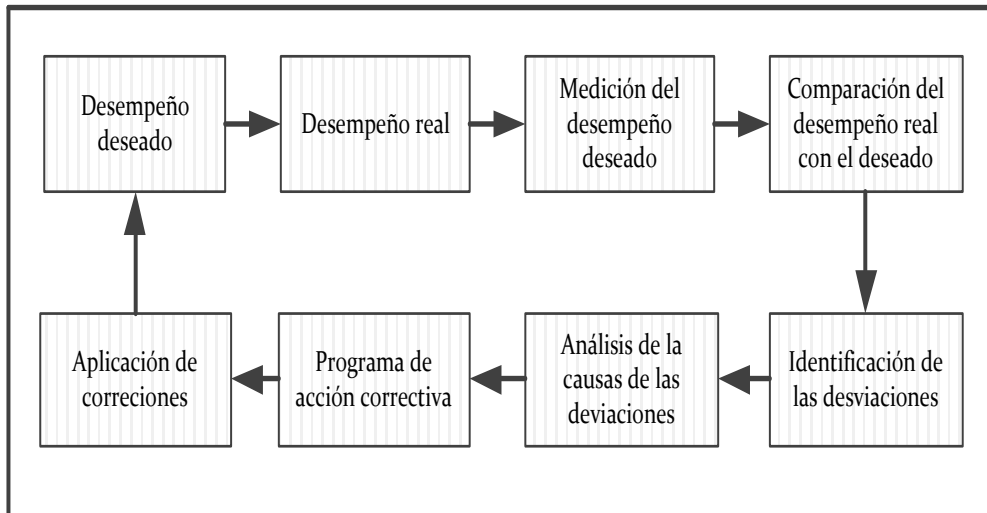 Desempeño
deseado
Desempeño real
Medición del
desempeño
deseado
Comparación del
desempeño real
con el deseado
Identificación de
las desviaciones
Análisis de la
causas de las
deviaciones
Programa de
acción correctiva
Aplicación de
correciones